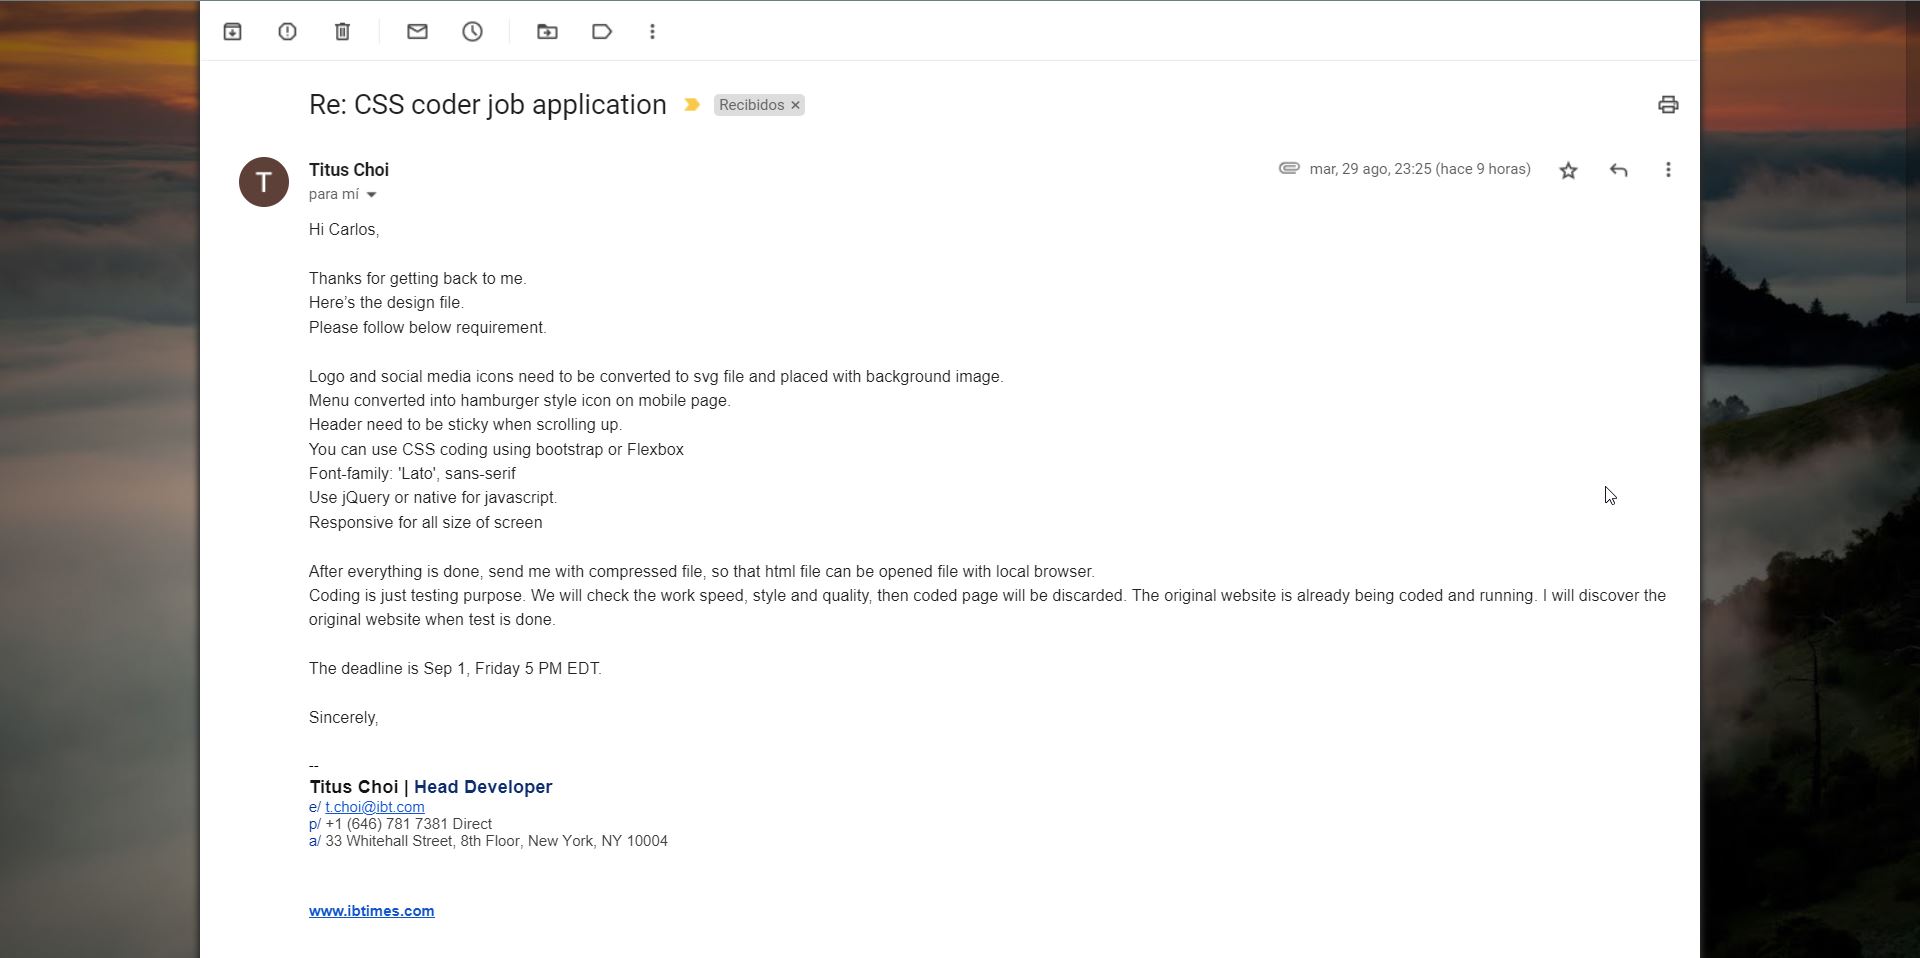 Re: CSS coder job application Recibidos ×
T
Titus Choi mar, 29 ago, 23:25 (hace 9 horas)
para mí
Hi Carlos,
Thanks for getting back to me.
Here’s the design file.
Please follow below requirement.
Logo and social media icons need to be converted to svg file and placed with background image.
Menu converted into hamburger style icon on mobile page.
Header need to be sticky when scrolling up.
You can use CSS coding using bootstrap or Flexbox
Font-family: 'Lato', sans-serif
Use jQuery or native for javascript.
Responsive for all size of screen
After everything is done, send me with compressed file, so that html file can be opened file with local browser.
Coding is just testing purpose. We will check the work speed, style and quality, then coded page will be discarded. The original website is already being coded and running. I will discover the
original website when test is done.
The deadline is Sep 1, Friday 5 PM EDT.
Sincerely,
--
Titus Choi | Head Developer
e/ t.choi@ibt.com
p/ +1 (646) 781 7381 Direct
a/ 33 Whitehall Street, 8th Floor, New York, NY 10004
www.ibtimes.com